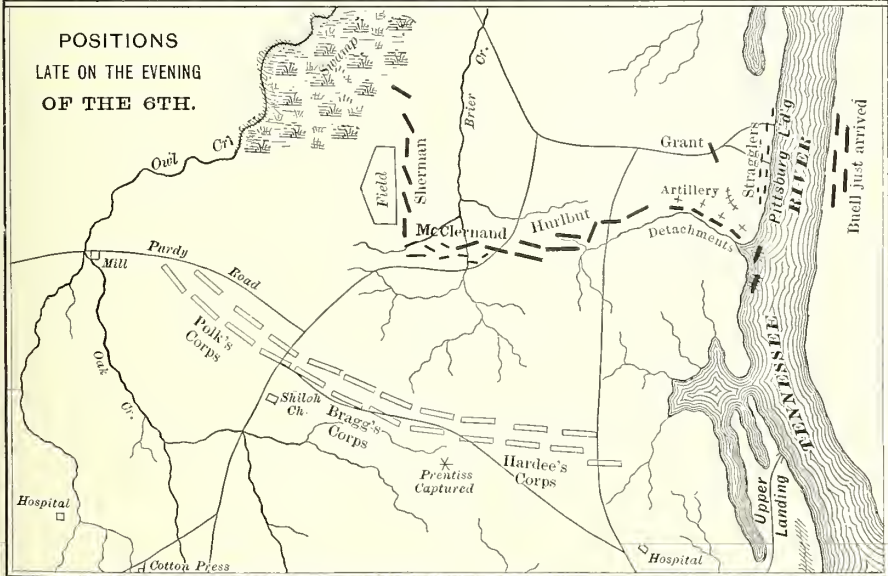 POSITIONS
LATE ON THE EVENING
OF THE 6TH.
Swamp
Brier
Cr.
Owl
Crl
Sherman
Field
Grant
Stragglers
Pittsburg L'd'g
RIVER
Buell just arrived
Artillery
McClernand
Hurlbut
Detachments
Purdy
Road
Mill
Polk's
Corps
Oak
Cr.
Shiloh
Ch.
Bragg's
Corps
Prentiss
Captured
Hardee's
Corps
TENNESSEE
Upper
Landing
Hospital
Cotton Press
Hospital